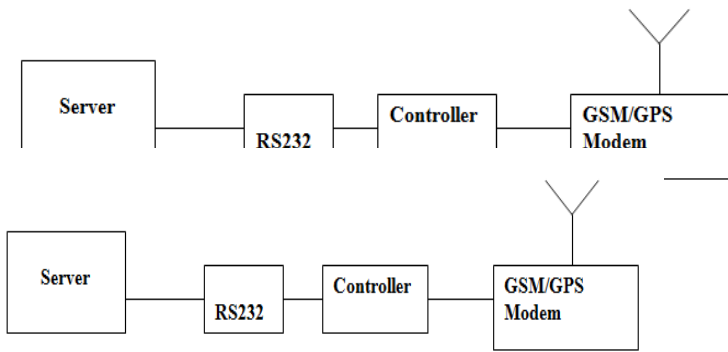 Server
RS232
Controller
GSM/GPS
Modem
Server
RS232
Controller
GSM/GPS
Modem